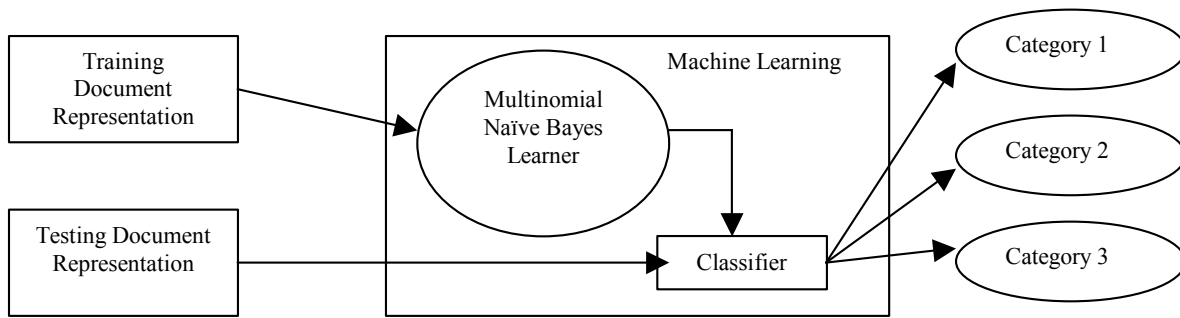 Training
Document
Representation
Machine Learning
Multinomial
Naïve Bayes
Learner
Category 1
Category 2
Testing Document
Representation
Classifier
Category 3